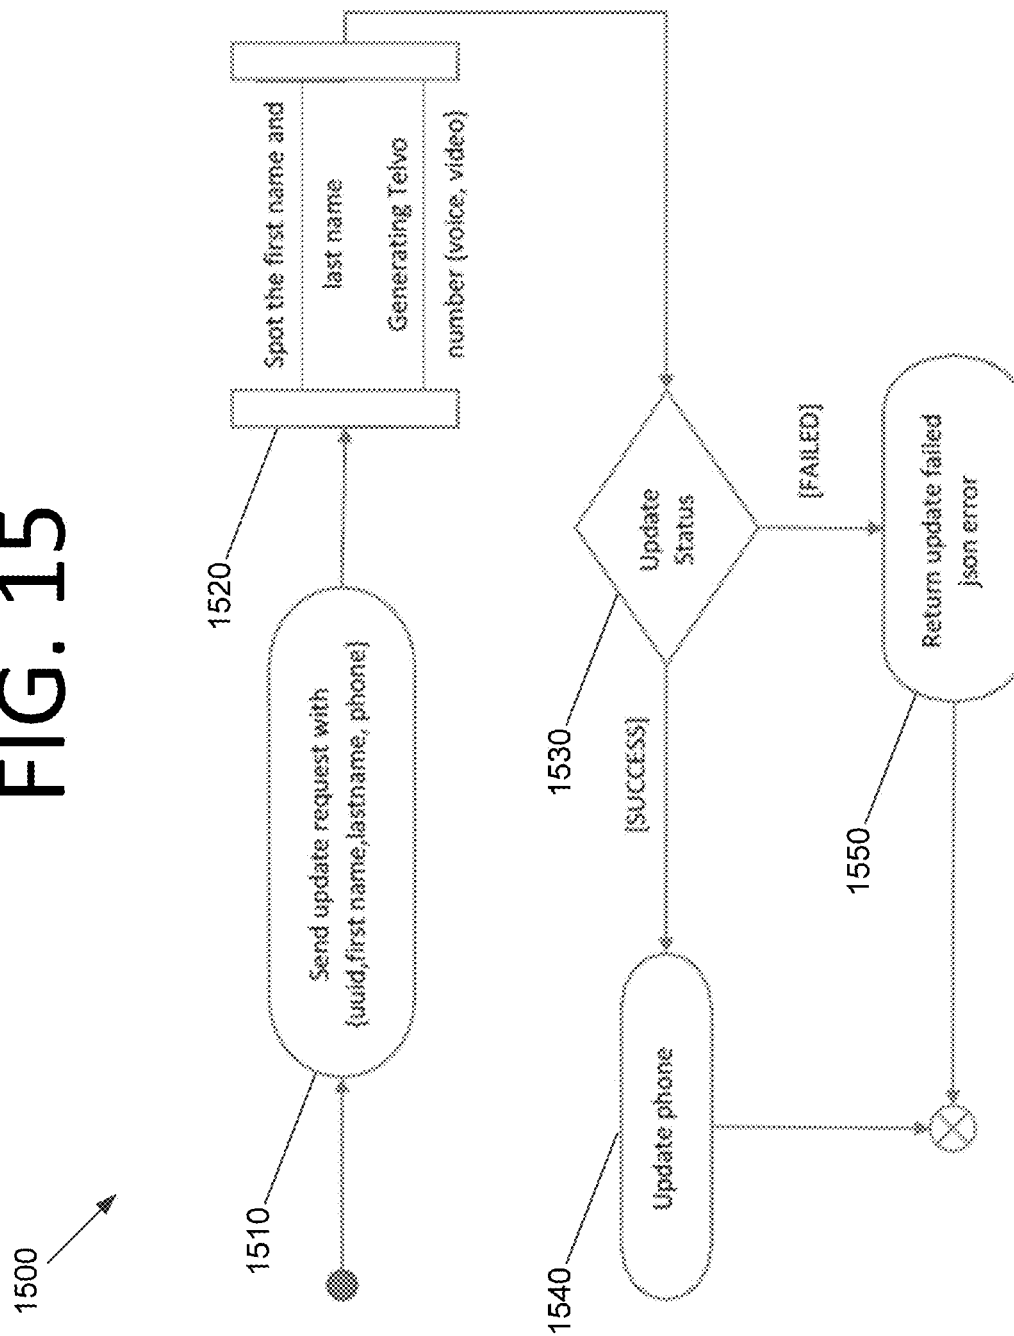 FIG. 15
1500
1510
Send update request with
{uuid,first name,lastname, phone}
1520
Spot the first name and
last name
Generating Telvo
number (voice, video)
1530
Update
Status
[SUCCESS]
[FAILED]
1540
Update phone
1550
Return update failed
json error